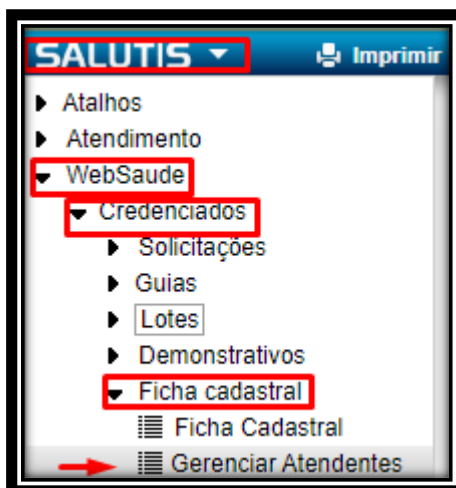 SALUTIS Imprimir
Atalhos
Atendimento
WebSaude
Credenciados
Solicitações
Guias
Lotes
Demonstrativos
Ficha cadastral
Ficha Cadastral
Gerenciar Atendentes